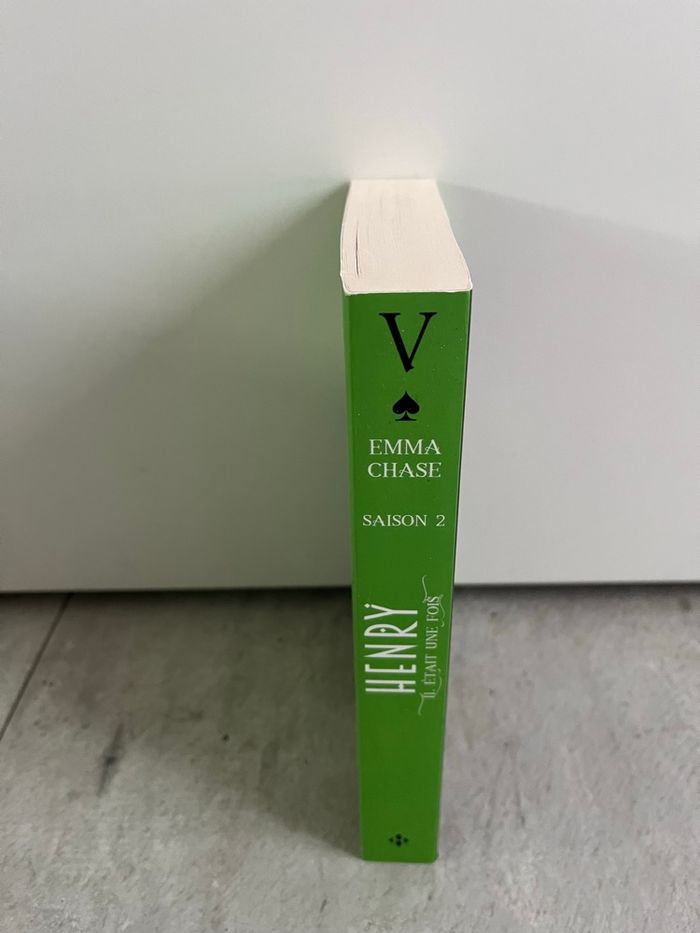 V
EMMA
CHASE
SAISON 2
HENRY
IL ÉTAIT UNE FOIS